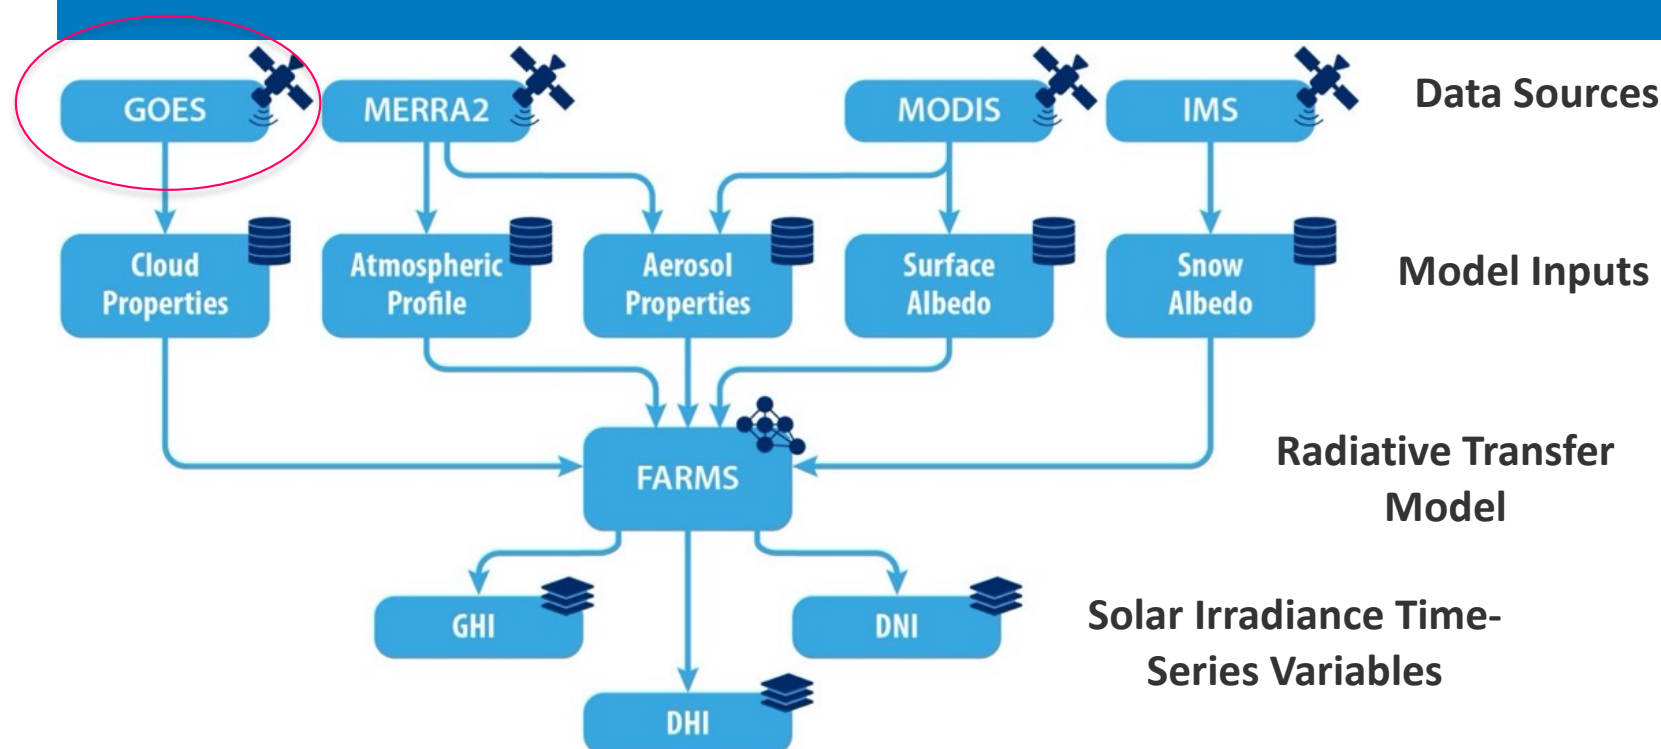 GOES
MERRA2
MODIS
IMS
Data Sources
Cloud
Properties
Atmospheric
Profile
Aerosol
Properties
Surface
Albedo
Snow
Albedo
Model Inputs
FARMS
Radiative Transfer
Model
GHI
DNI
DHI
Solar Irradiance Time-
Series Variables